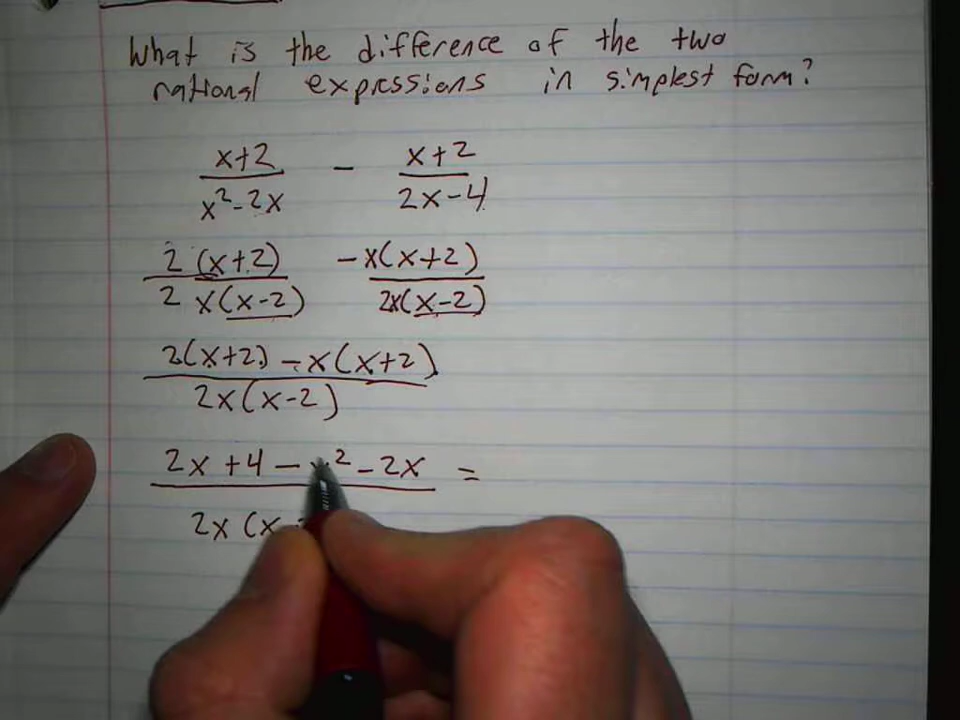 What is the difference of the two
rational expressions in simplest form?
x+2 / x²-2x - x+2 / 2x-4
2(x+2) / 2x(x-2) -x(x+2) / 2x(x-2)
2(x+2) -x(x+2) / 2x(x-2)
2x+4- ² -2x / 2x(x =